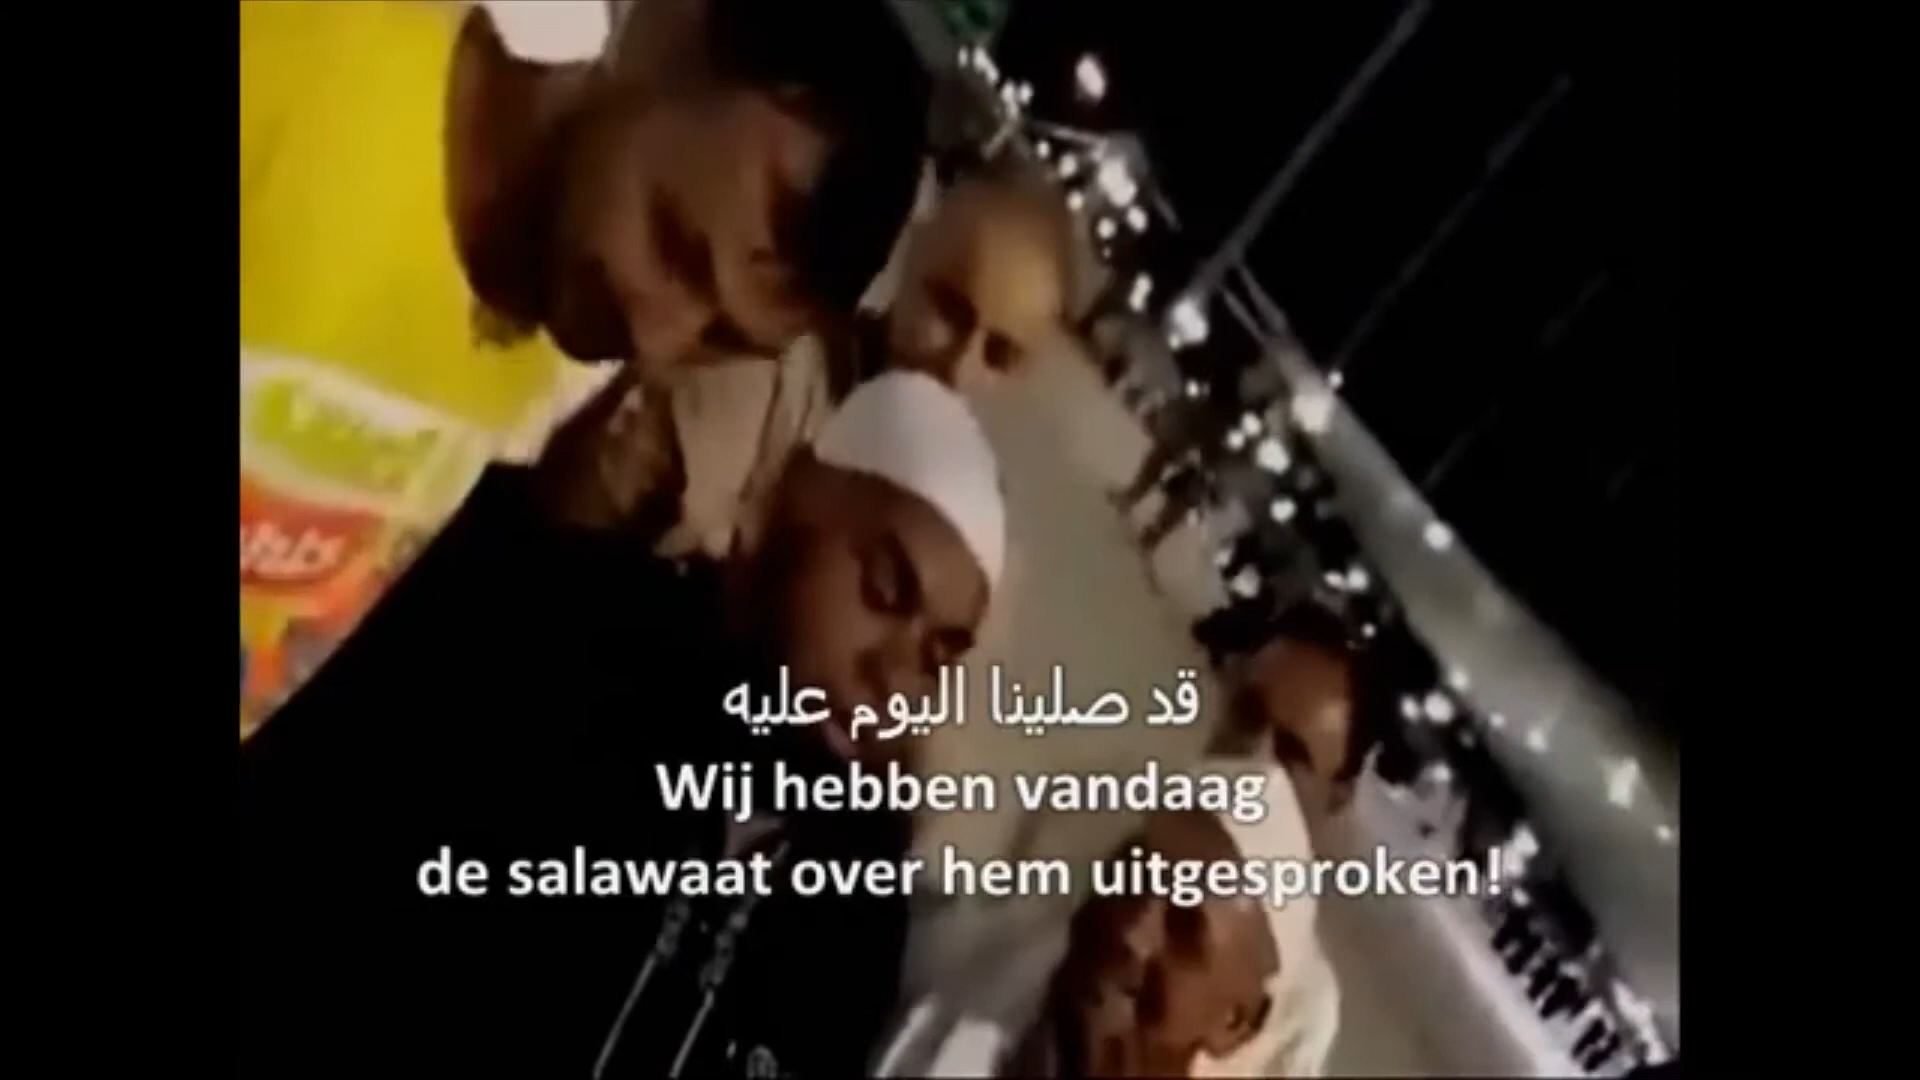 قد صلينا اليوم عليه
Wij hebben vandaag
de salawaat over hem uitgesproken!